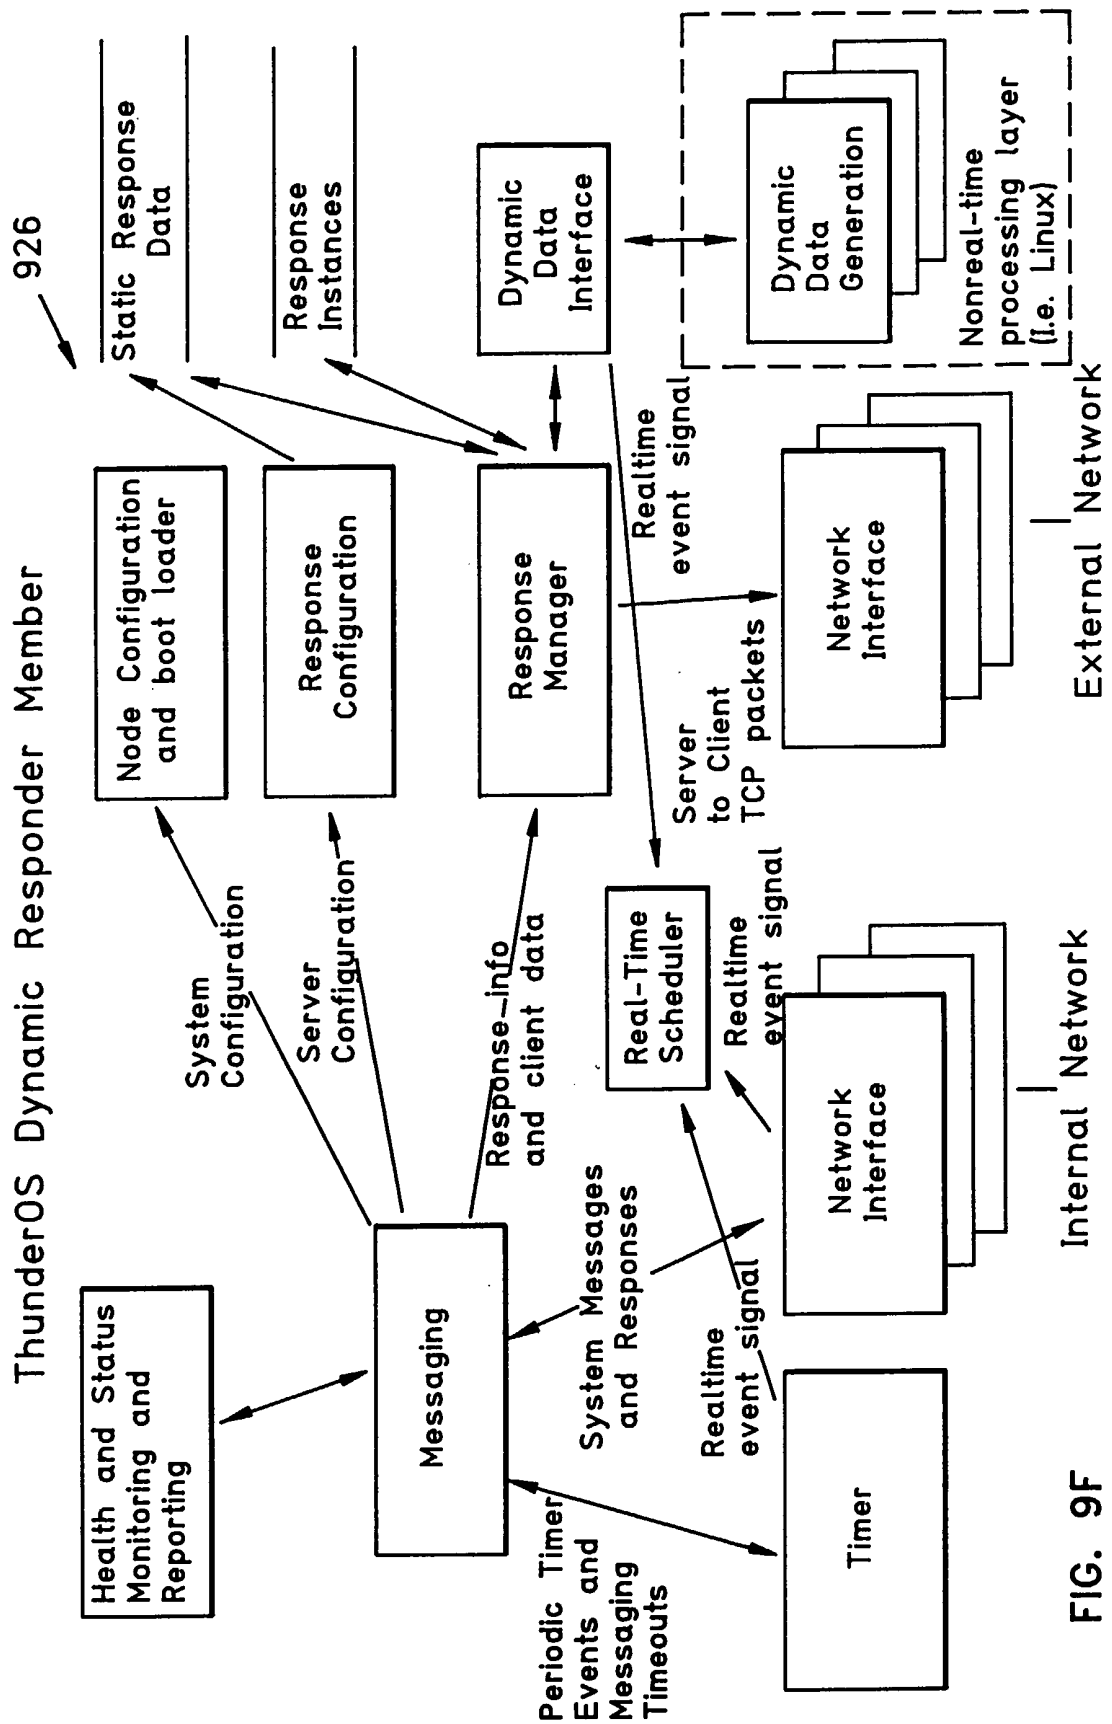 ThunderOS Dynamic Responder Member
926
Health and Status
Monitoring and
Reporting
System
Configuration
Node Configuration
and boot loader
Static Response
Data
Server
Configuration
Response
Configuration
Response
Instances
Messaging
Response info
and client data
Response
Manager
Dynamic
Data
Interface
Periodic Timer
Events and
Messaging
Timeouts
System Messages
and Responses
Real-Time
Scheduler
Realtime
event signal
Realtime
event signal
Realtime
event signal
Server
to Client
TCP packets
Timer
Network
Interface
Network
Interface
Dynamic
Data
Generation
Nonreal-time
processing layer
(I.e. Linux)
Internal Network
External Network
FIG. 9F